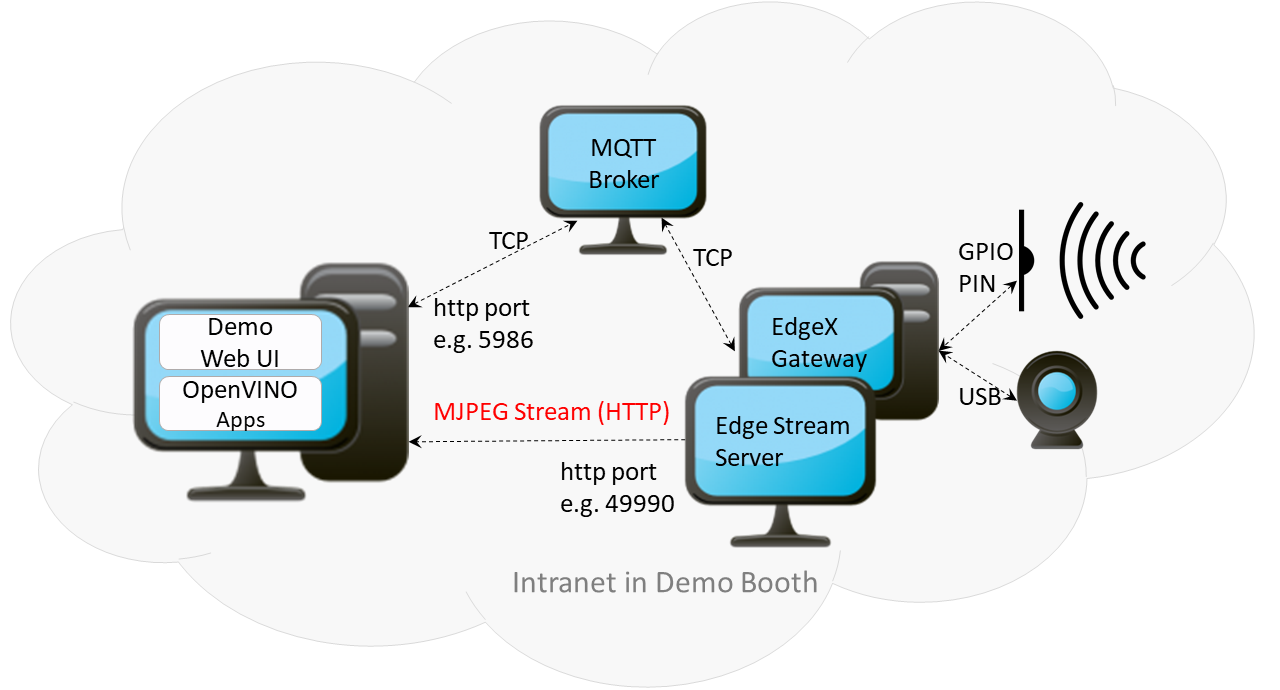 MQTT
Broker
TCP
TCP
GPIO
PIN
http port
e.g. 5986
Demo
Web UI
OpenVINO
Apps
EdgeX
Gateway
USB
MJPEG Stream (HTTP)
Edge Stream
Server
http port
e.g. 49990
Intranet in Demo Booth